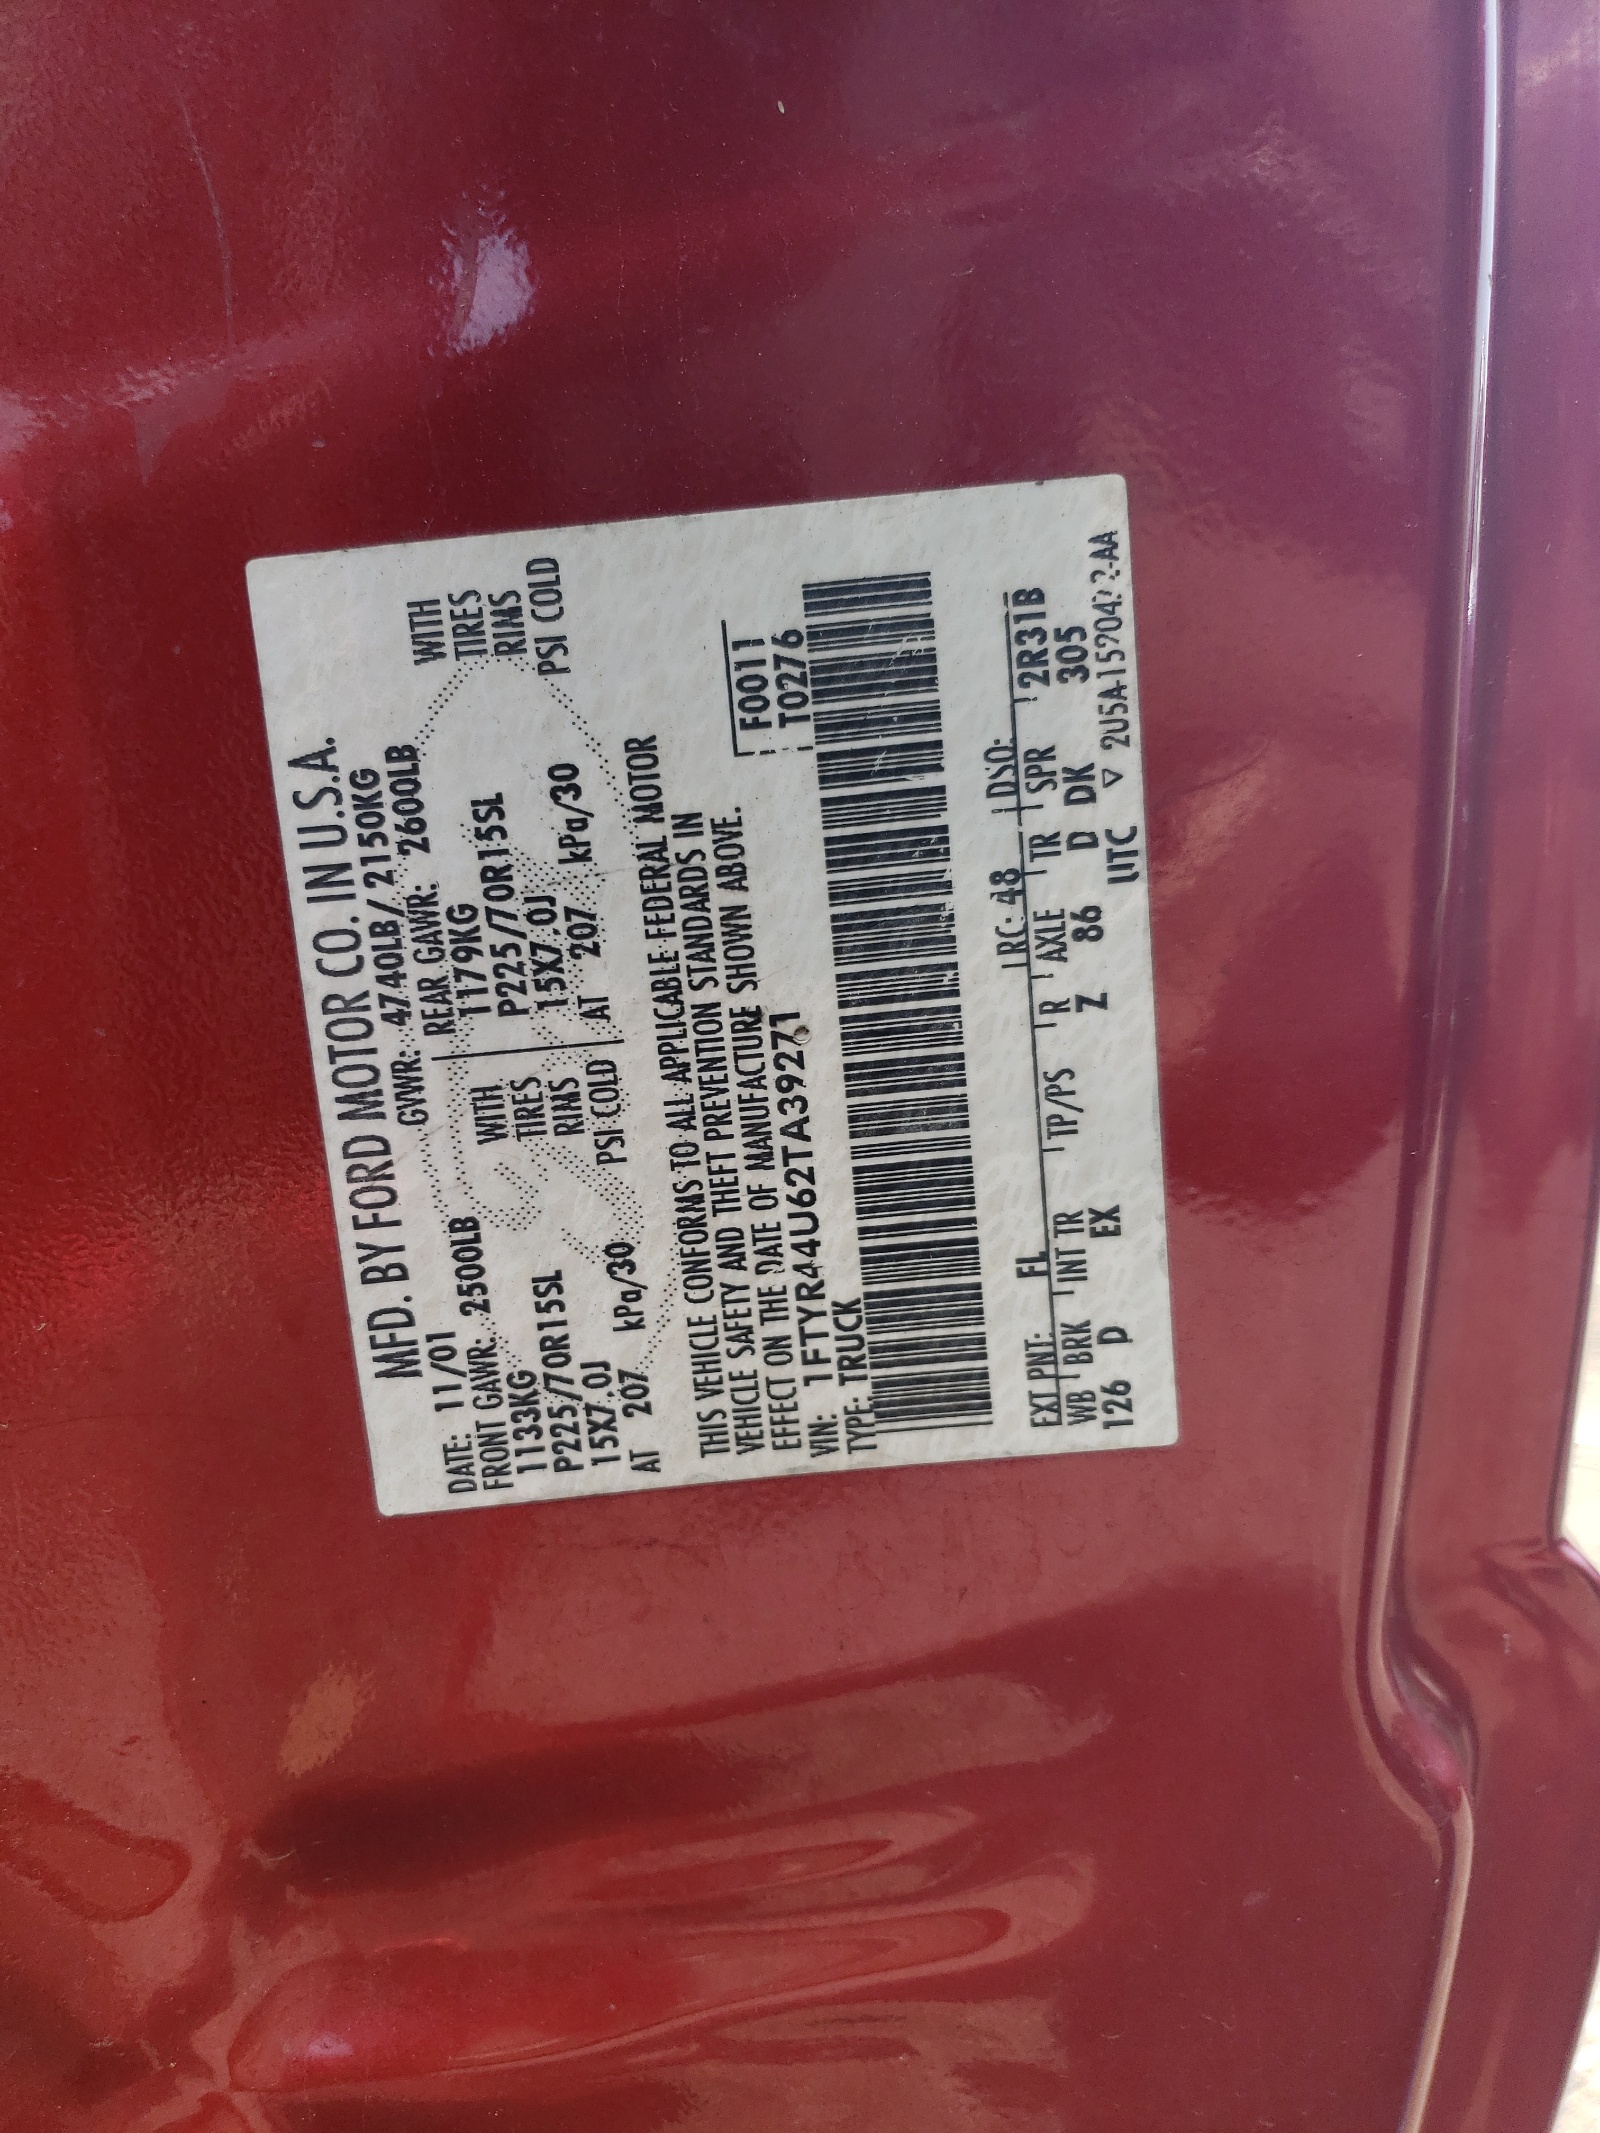 MFD. BY FORD MOTOR CO. IN U.S.A.
DATE: 11/01 GVWR: 4740LB/ 2150KG
FRONT GAWR: 2500LB REAR GAWR: 2600LB
1133KG WITH 1179KG WITH
P225/70R15SL TIRES P225/70R15SL TIRES
15X7.0J RIMS 15X7.0J RIMS
AT 207 kPa/30 PSI COLD AT 207 kPa/30 PSI COLD
THIS VEHICLE CONFORMS TO ALL APPLICABLE FEDERAL MOTOR
VEHICLE SAFETY AND THEFT PREVENTION STANDARDS IN
EFFECT ON THE DATE OF MANUFACTURE SHOWN ABOVE.
VIN: 1FTYR44U62TA39271 F0011
TYPE: TRUCK T0276
EXT PNT: FL RC: 48 DSO:
WB BRK INT TR TP/PS R AXLE TR SPR 2R31B
126 D EX Z 86 D DK 305
UTC ▽